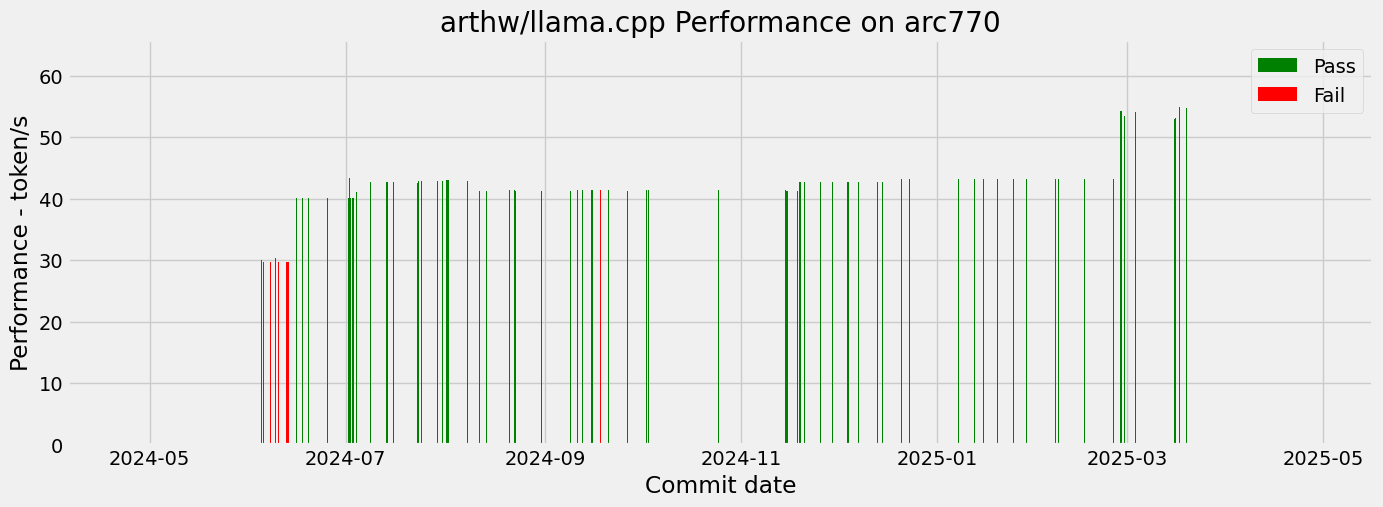 arthw/llama.cpp Performance on arc770
Performance - token/s
60
50
40
30
20
10
0
Pass
Fail
2024-05 2024-07 2024-09 2024-11 2025-01 2025-03 2025-05
Commit date